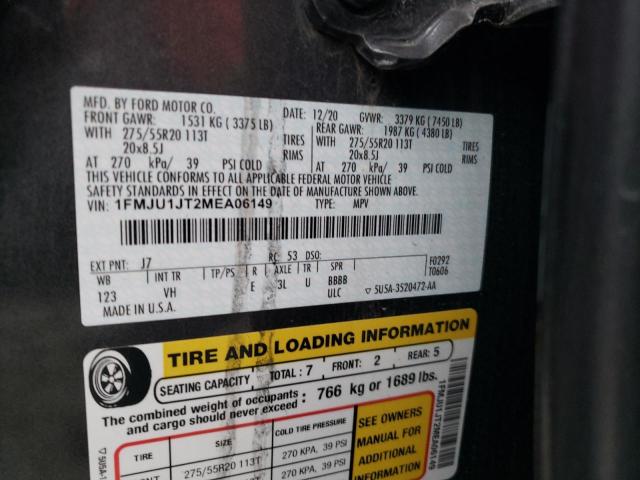 MFD. BY FORD MOTOR CO.
DATE: 12/20 GVWR: 3379 KG ( 7450 LB)
FRONT GAWR: 1531 KG ( 3375 LB)
REAR GAWR: 1987 KG ( 4380 LB)
WITH 275/55R20 113T TIRES
WITH 275/55R20 113T TIRES
20x8.5J RIMS
20x8.5J RIMS
AT 270 kPa/ 39 PSI COLD
AT 270 kPa/ 39 PSI COLD
THIS VEHICLE CONFORMS TO ALL APPLICABLE FEDERAL MOTOR VEHICLE
SAFETY STANDARDS IN EFFECT ON THE DATE OF MANUFACTURE SHOWN ABOVE.
VIN: 1FMJU1JT2MEA06149 TYPE: MPV
EXT PNT: J7 RC: 53 DSO: F0292
WB INT TR TP/PS R AXLE TR SPR T0606
123 VH E 3L U BBBB
ULC ▽ 5U5A-3520472-AA
MADE IN U.S.A.
TIRE AND LOADING INFORMATION
SEATING CAPACITY TOTAL : 7 FRONT: 2 REAR: 5
The combined weight of occupants
and cargo should never exceed : 766 kg or 1689 lbs.
TIRE SIZE COLD TIRE PRESSURE
275/55R20 113T 270 KPA, 39 PSI
270 KPA, 39 PSI
SEE OWNERS
MANUAL FOR
ADDITIONAL
INFORMATION
1FMJU1JT2MEA06149